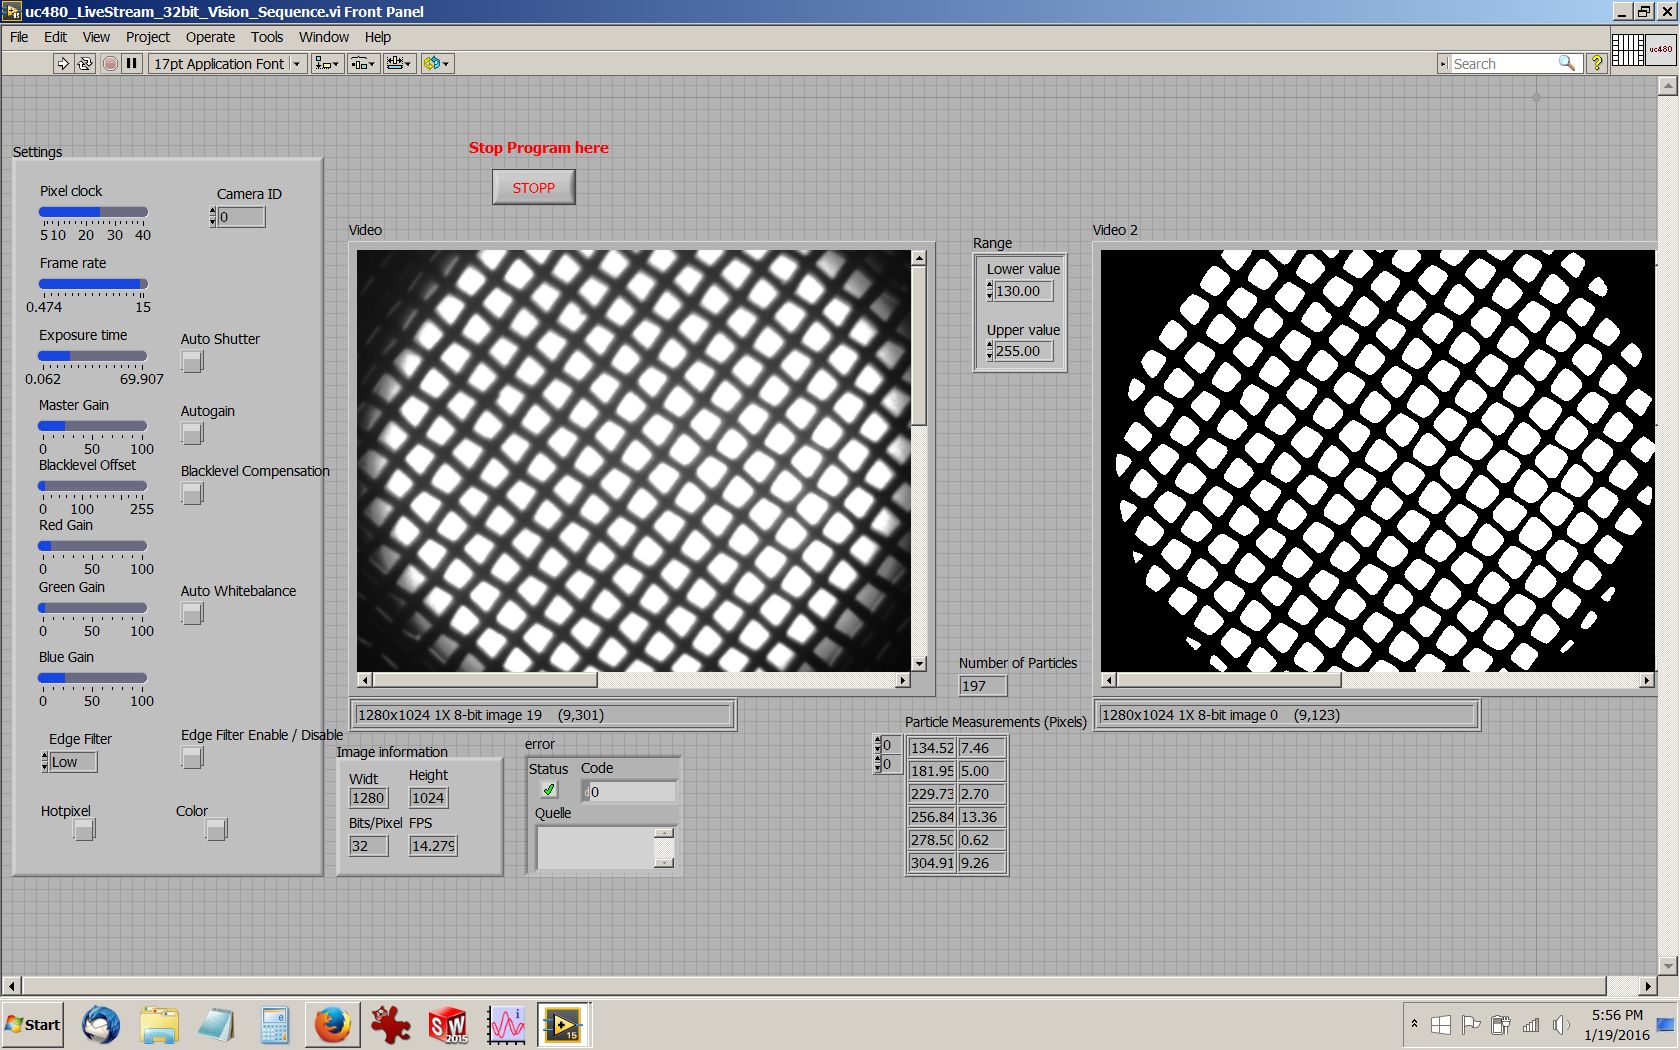 uc480_LiveStream_32bit_Vision_Sequence.vi Front Panel
File Edit View Project Operate Tools Window Help
17pt Application Font
Search
?
uc480
Stop Program here
STOPP
Settings
Pixel clock
5 10 20 30 40
Camera ID
0
Frame rate
0.474 15
Exposure time
0.062 69.907
Auto Shutter
Master Gain
0 50 100
Autogain
Blacklevel Offset
0 100 255
Blacklevel Compensation
Red Gain
0 50 100
Green Gain
0 50 100
Auto Whitebalance
Blue Gain
0 50 100
Edge Filter
Low
Edge Filter Enable / Disable
Hotpixel
Color
Video
1280x1024 1X 8-bit image 19 (9,301)
Range
Lower value
130.00
Upper value
255.00
Video 2
1280x1024 1X 8-bit image 0 (9,123)
Number of Particles
197
Particle Measurements (Pixels)
0
0
134.52 7.46
181.95 5.00
229.73 2.70
256.84 13.36
278.50 0.62
304.91 9.26
Image information
Widt Height
1280 1024
Bits/Pixel FPS
32 14.279
error
Status Code
d 0
Quelle
Start
SW
2015
i
15
5:56 PM
1/19/2016